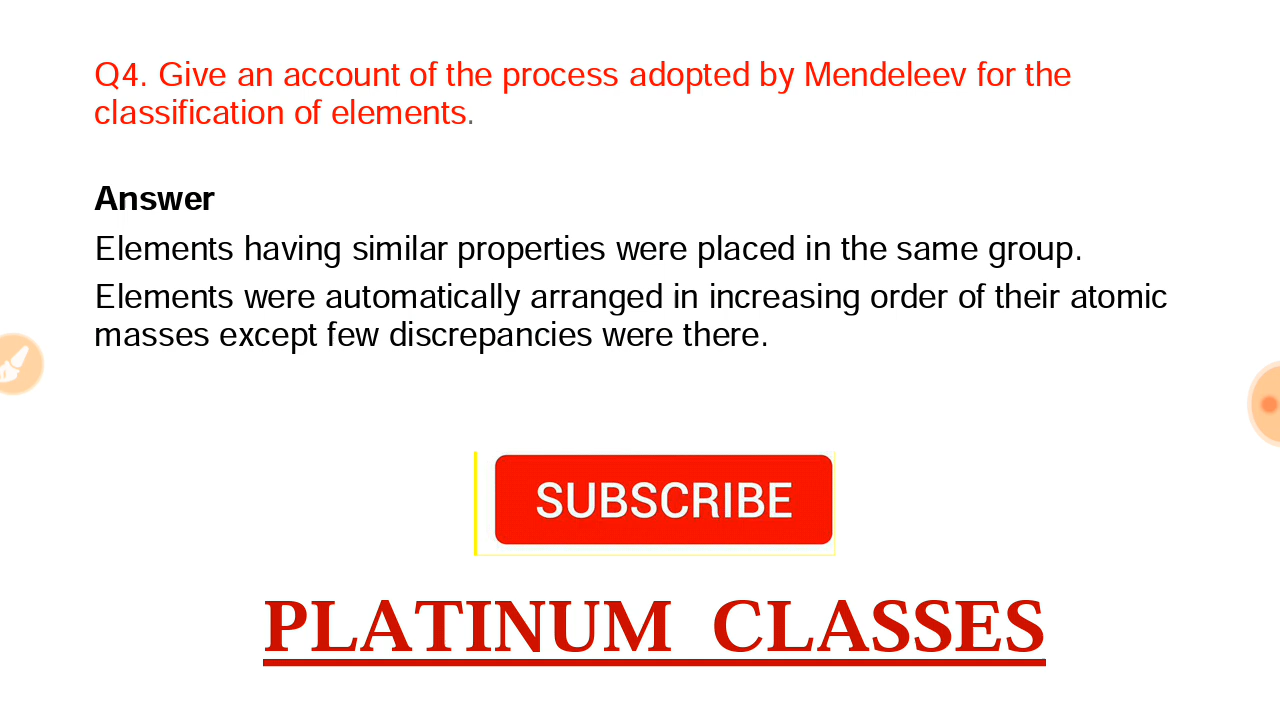 Q4. Give an account of the process adopted by Mendeleev for the
classification of elements.
Answer
Elements having similar properties were placed in the same group.
Elements were automatically arranged in increasing order of their atomic
masses except few discrepancies were there.
SUBSCRIBE
PLATINUM CLASSES